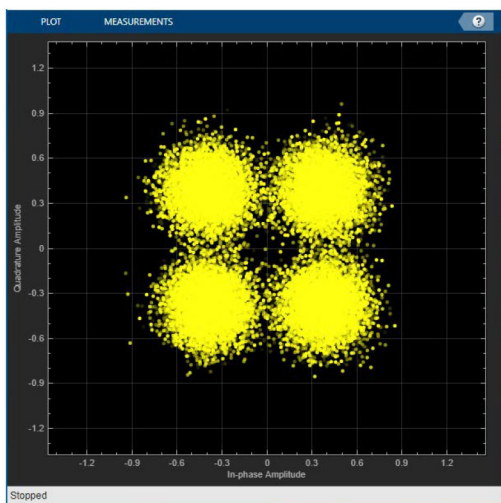 PLOT MEASUREMENTS ?
1.2
0.9
0.6
0.3
0
-0.3
-0.6
-0.9
-1.2
Quadrature Amplitude
-1.2 -0.9 -0.6 -0.3 0 0.3 0.6 0.9 1.2
In-phase Amplitude
Stopped